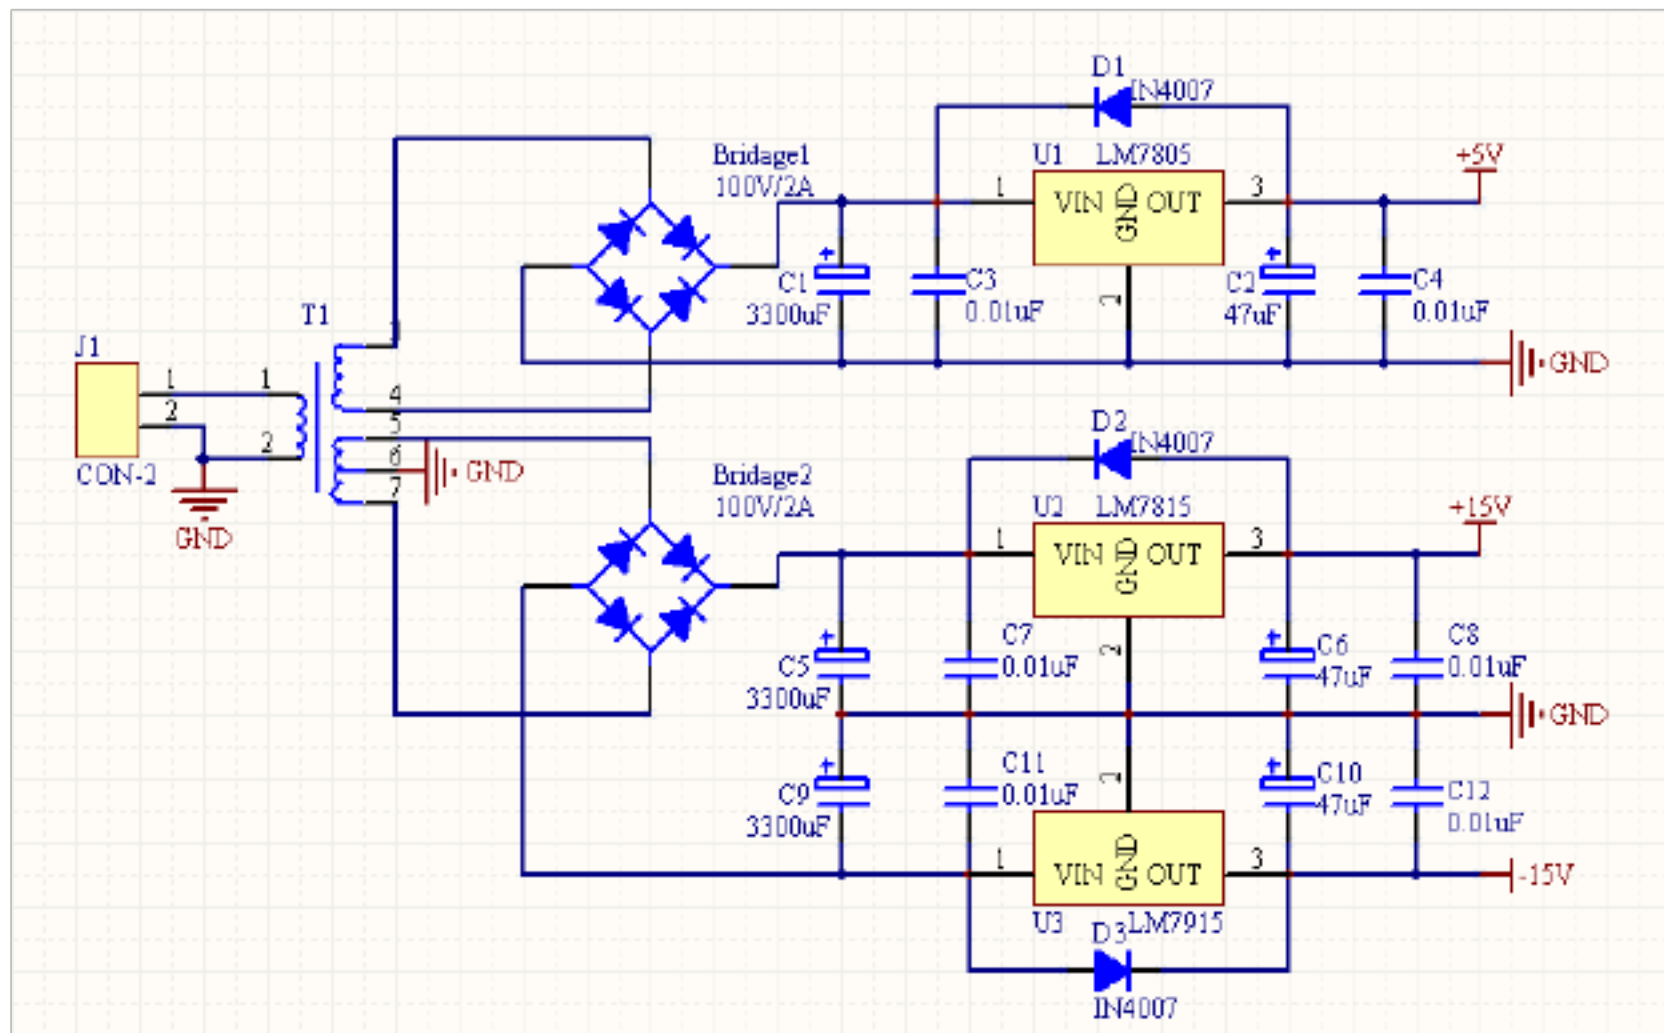 D1
IN4007
Bridage1
100V/2A
U1 LM7805
+5V
1 VIN GND OUT 3
2
+
C1
3300uF
C3
0.01uF
+
C2
47uF
C4
0.01uF
GND
T1
J1
1
2
CON-2
GND
1
2
3
4
5
6
7
GND
D2
IN4007
Bridage2
100V/2A
U2 LM7815
+15V
1 VIN GND OUT 3
2
+
C5
3300uF
C7
0.01uF
+
C6
47uF
C8
0.01uF
GND
+
C9
3300uF
C11
0.01uF
2
+
C10
47uF
C12
0.01uF
1 VIN GND OUT 3
-15V
U3 LM7915
D3
IN4007